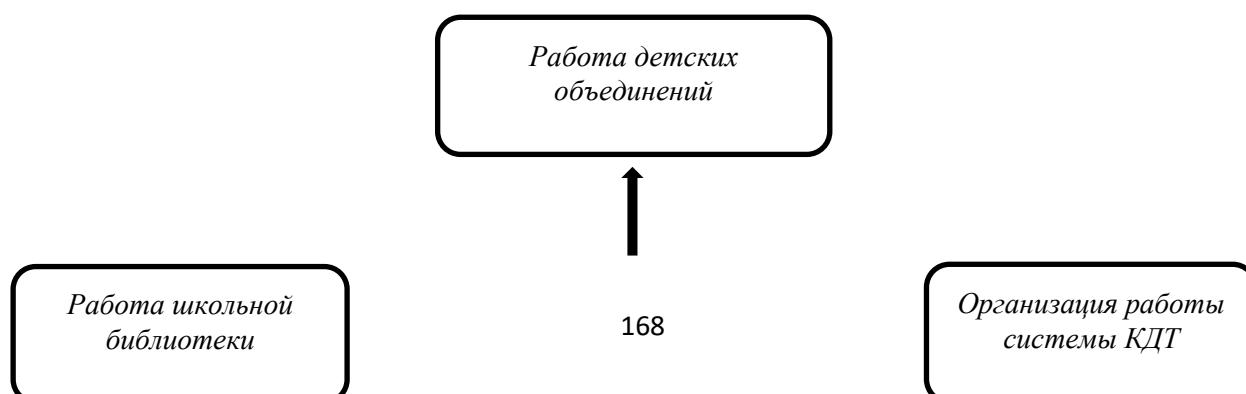 Работа детских
объединений
Работа школьной
библиотеки
168
Организация работы
системы КДТ